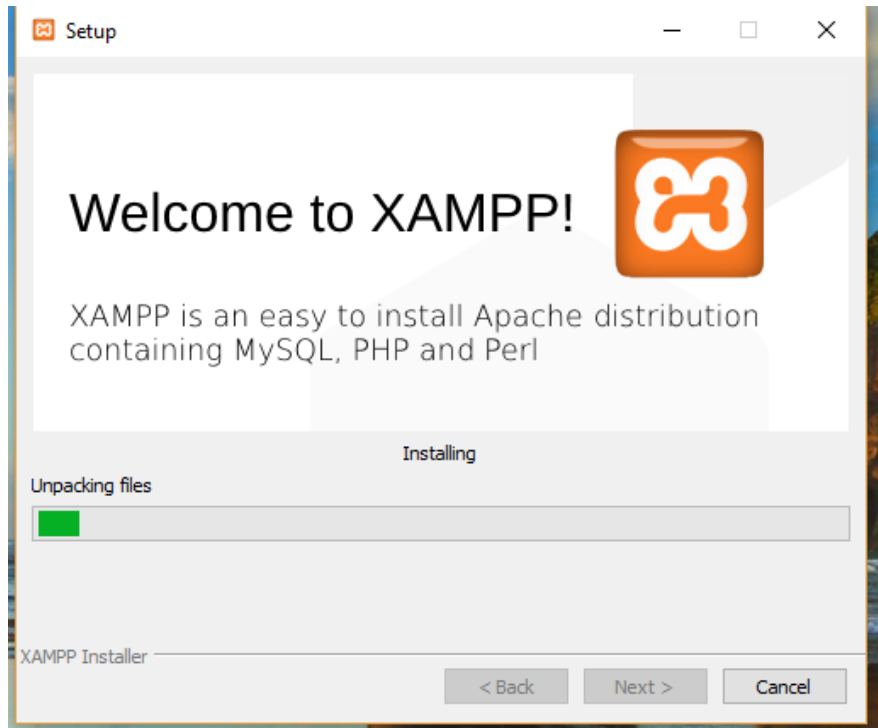 Setup
Welcome to XAMPP!
XAMPP is an easy to install Apache distribution
containing MySQL, PHP and Perl
Installing
Unpacking files
XAMPP Installer
< Back
Next >
Cancel